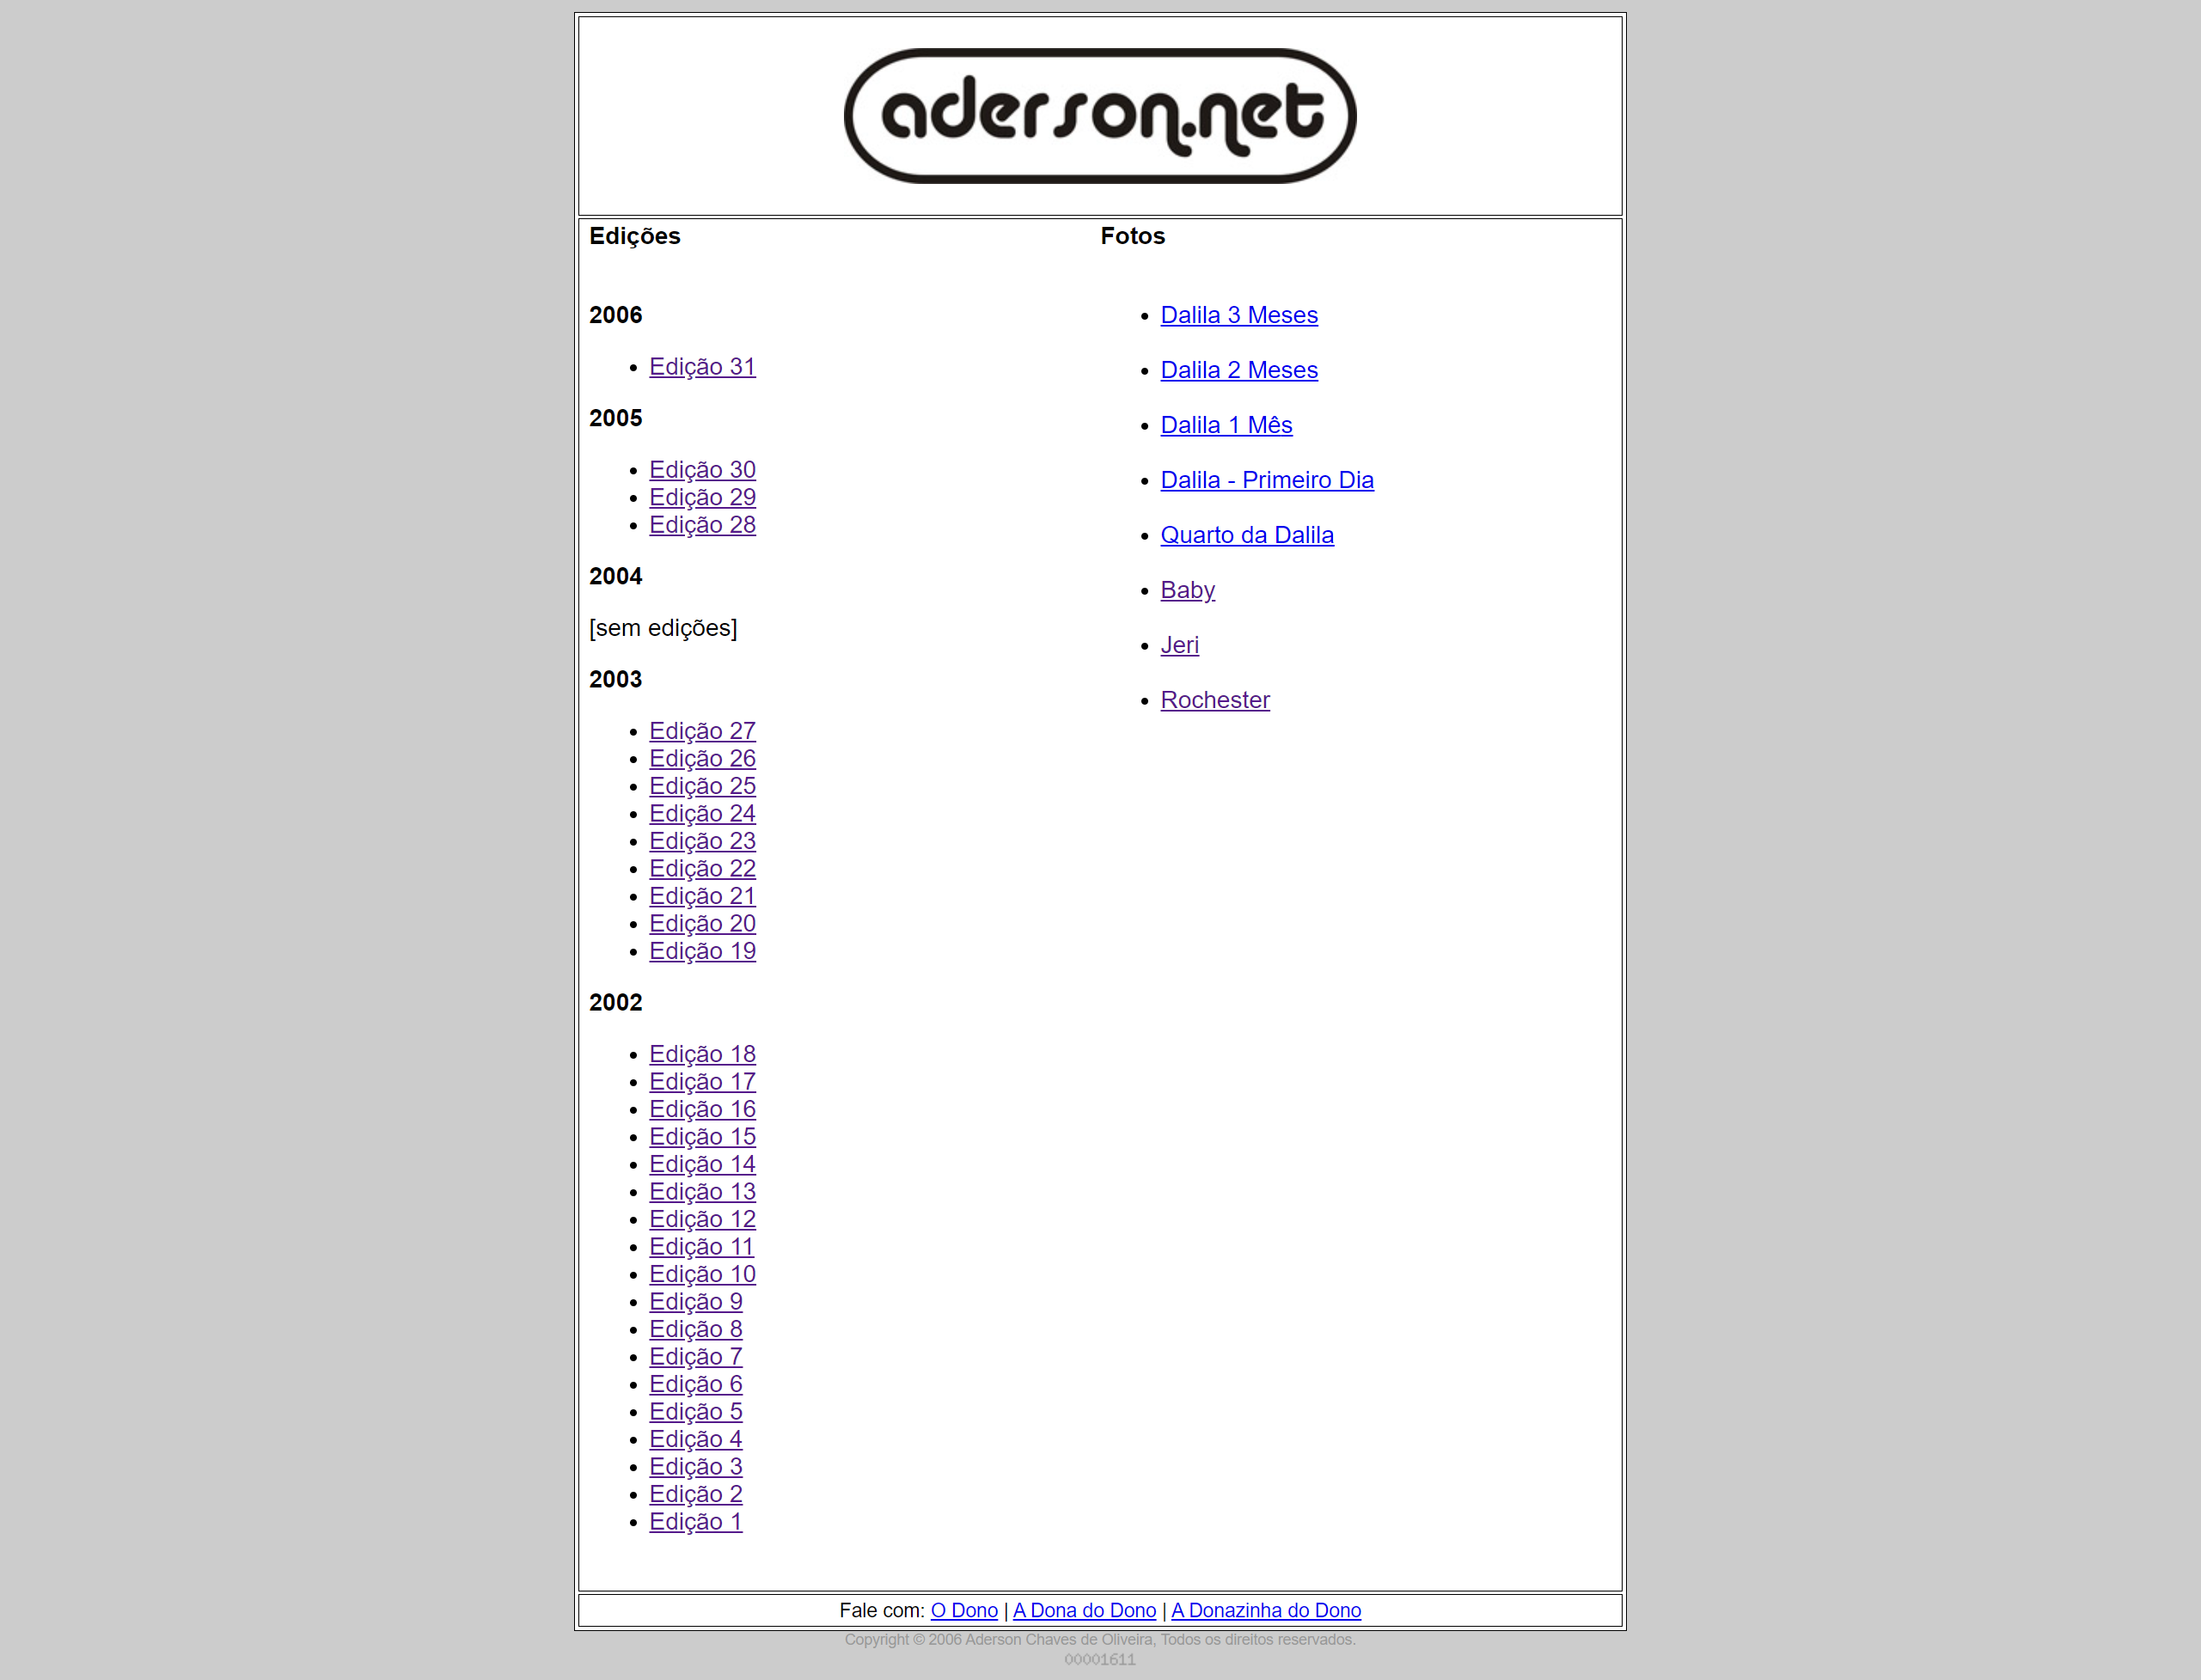 aderson.net
Edições
2006
Edição 31
2005
Edição 30
Edição 29
Edição 28
2004
[sem edições]
2003
Edição 27
Edição 26
Edição 25
Edição 24
Edição 23
Edição 22
Edição 21
Edição 20
Edição 19
2002
Edição 18
Edição 17
Edição 16
Edição 15
Edição 14
Edição 13
Edição 12
Edição 11
Edição 10
Edição 9
Edição 8
Edição 7
Edição 6
Edição 5
Edição 4
Edição 3
Edição 2
Edição 1
Fotos
Dalila 3 Meses
Dalila 2 Meses
Dalila 1 Mês
Dalila - Primeiro Dia
Quarto da Dalila
Baby
Jeri
Rochester
Fale com: O Dono | A Dona do Dono | A Donazinha do Dono
Copyright © 2006 Aderson Chaves de Oliveira, Todos os direitos reservados.
00001611